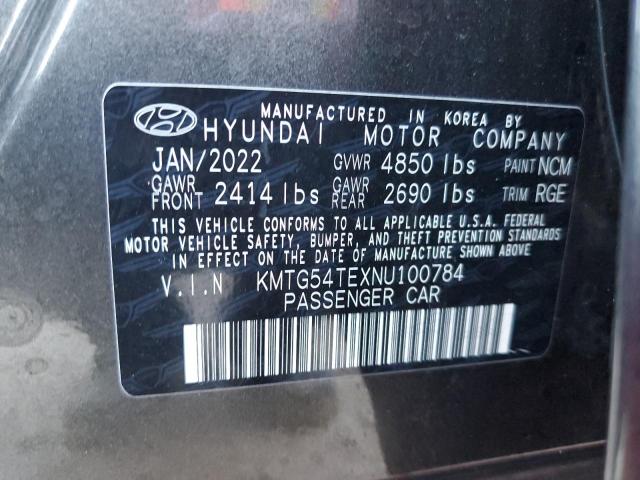 MANUFACTURED IN KOREA BY
HYUNDAI MOTOR COMPANY
JAN/2022 GVWR 4850 lbs PAINT NCM
GAWR FRONT 2414 lbs GAWR REAR 2690 lbs TRIM RGE
THIS VEHICLE CONFORMS TO ALL APPLICABLE U.S.A. FEDERAL
MOTOR VEHICLE SAFETY, BUMPER, AND THEFT PREVENTION STANDARDS
IN EFFECT ON THE DATE OF MANUFACTURE SHOWN ABOVE
V.I.N KMTG54TEXNU100784
PASSENGER CAR